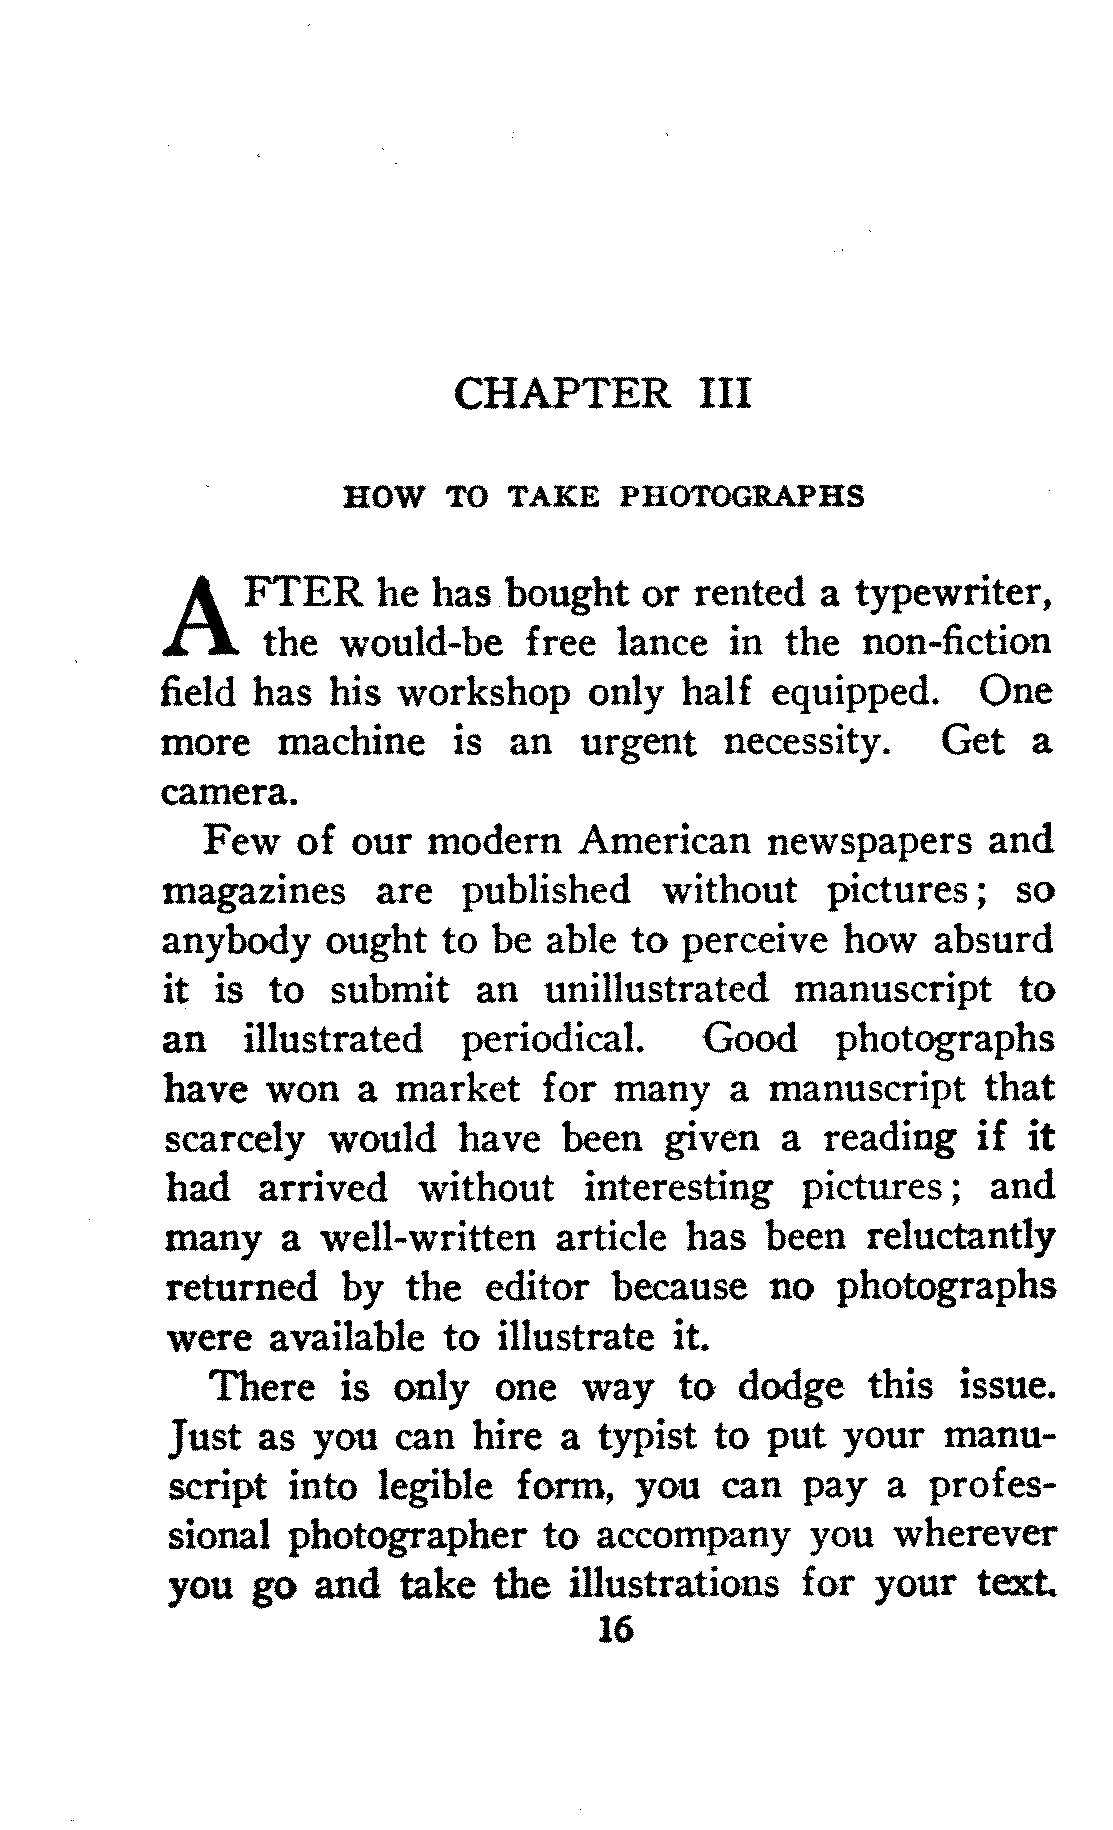 CHAPTER III
HOW TO TAKE PHOTOGRAPHS
AFTER he has bought or rented a typewriter,
the would-be free lance in the non-fiction
field has his workshop only half equipped. One
more machine is an urgent necessity. Get a
camera.
Few of our modern American newspapers and
magazines are published without pictures; so
anybody ought to be able to perceive how absurd
it is to submit an unillustrated manuscript to
an illustrated periodical. Good photographs
have won a market for many a manuscript that
scarcely would have been given a reading if it
had arrived without interesting pictures; and
many a well-written article has been reluctantly
returned by the editor because no photographs
were available to illustrate it.
There is only one way to dodge this issue.
Just as you can hire a typist to put your manu-
script into legible form, you can pay a profes-
sional photographer to accompany you wherever
you go and take the illustrations for your text.
16